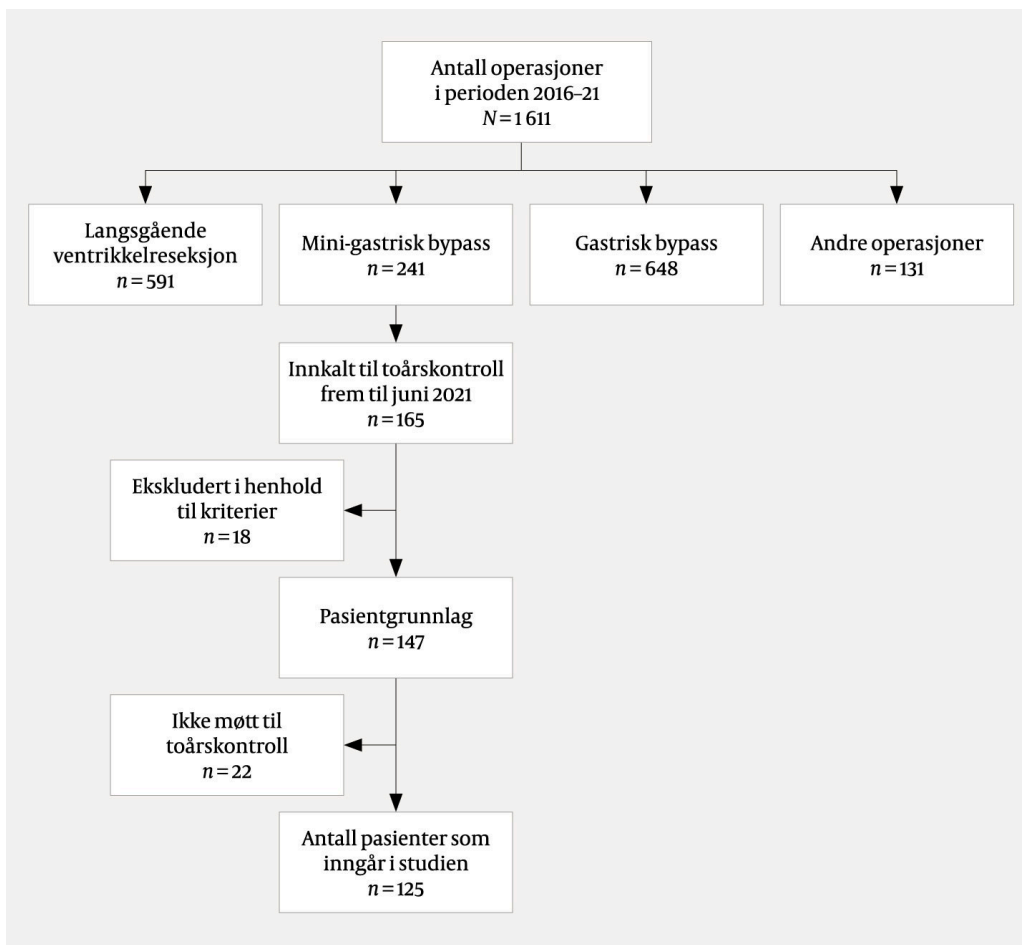 Antall operasjoner
i perioden 2016–21
N = 1 611
Langsgående
ventrikkelreseksjon
n = 591
Mini-gastrisk bypass
n = 241
Gastrisk bypass
n = 648
Andre operasjoner
n = 131
Innkalt til toårskontroll
frem til juni 2021
n = 165
Ekskludert i henhold
til kriterier
n = 18
Pasientgrunnlag
n = 147
Ikke møtt til
toårskontroll
n = 22
Antall pasienter som
inngår i studien
n = 125